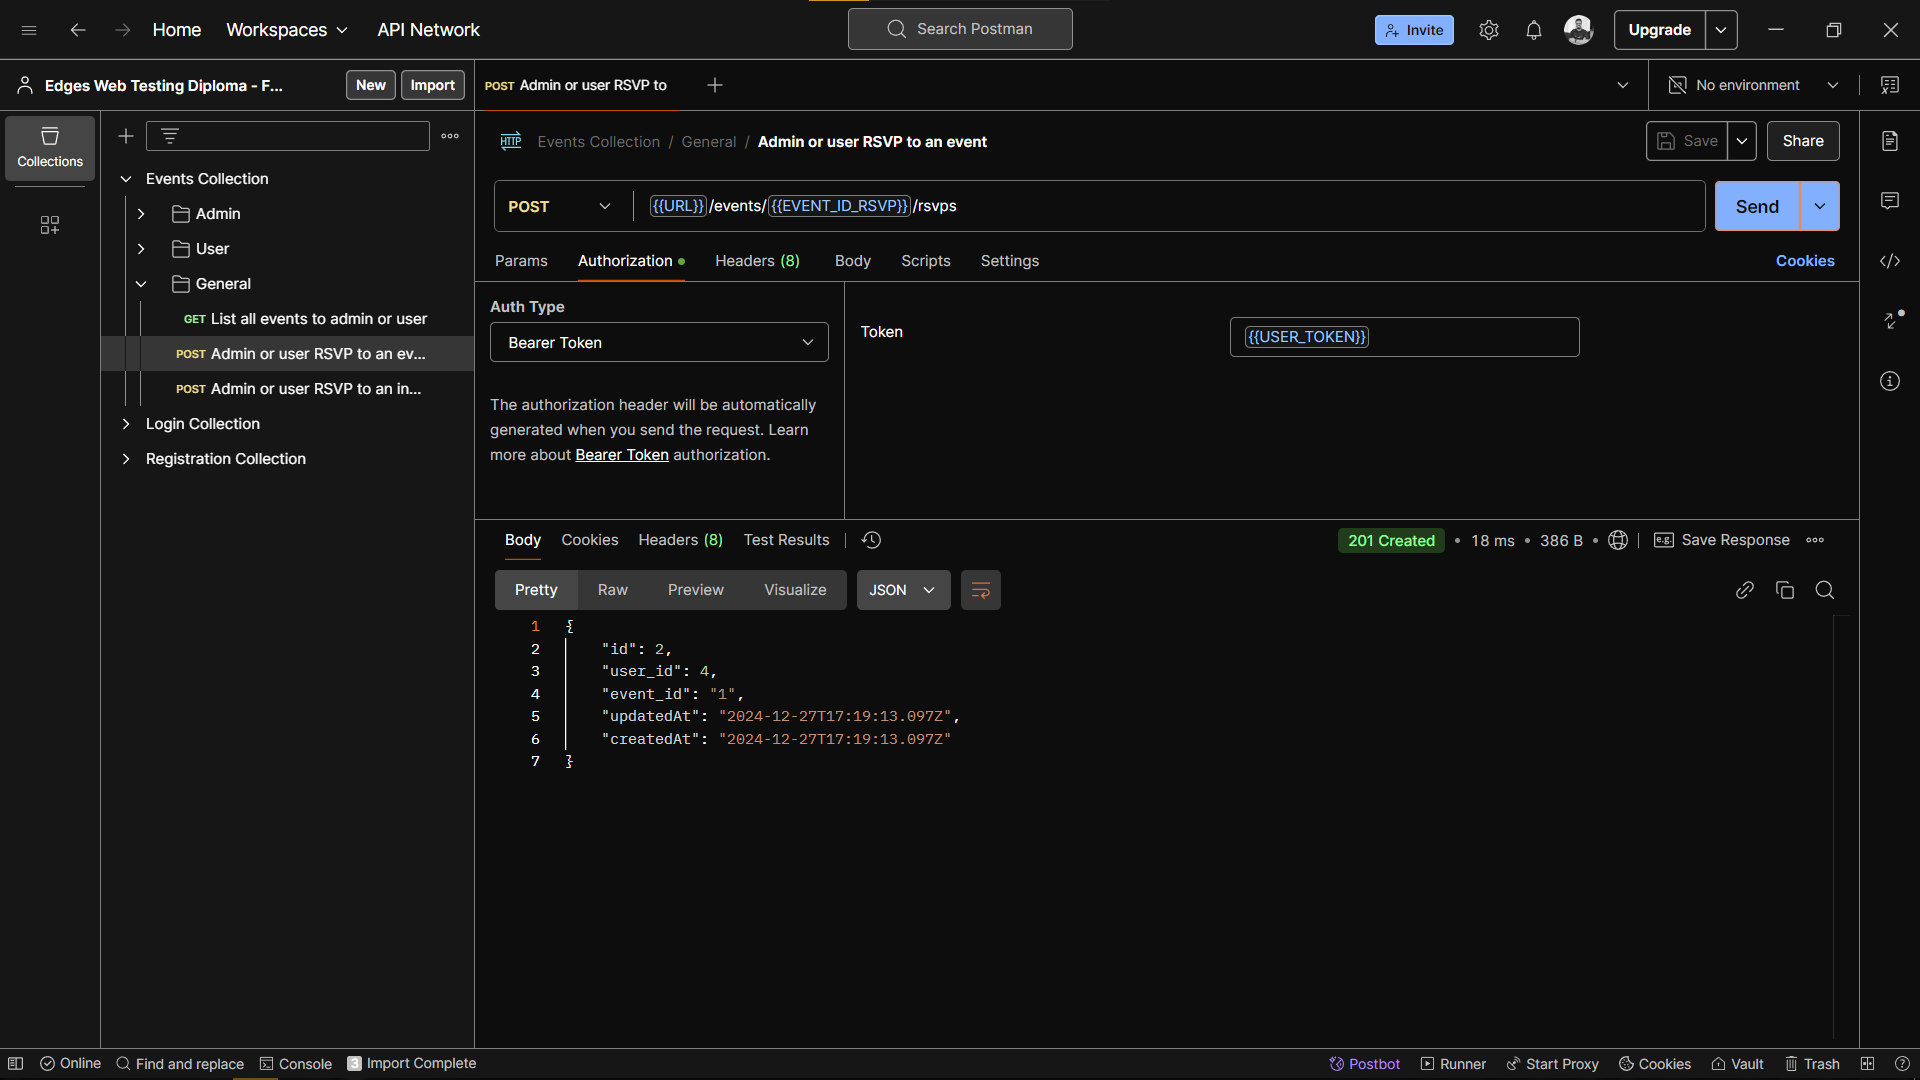 Home
Workspaces
API Network
Search Postman
Invite
Upgrade
Edges Web Testing Diploma - F...
New
Import
POST Admin or user RSVP to
No environment
Collections
Events Collection
Admin
User
General
GET List all events to admin or user
POST Admin or user RSVP to an ev...
POST Admin or user RSVP to an in...
Login Collection
Registration Collection
HTTP
Events Collection / General / Admin or user RSVP to an event
Save
Share
POST
{{URL}}/events/{{EVENT_ID_RSVP}}/rsvps
Send
Params
Authorization
Headers (8)
Body
Scripts
Settings
Cookies
Auth Type
Bearer Token
The authorization header will be automatically
generated when you send the request. Learn
more about Bearer Token authorization.
Token
{{USER_TOKEN}}
Body
Cookies
Headers (8)
Test Results
201 Created • 18 ms • 386 B •
e.g. Save Response
Pretty
Raw
Preview
Visualize
JSON
1 {
2 "id": 2,
3 "user_id": 4,
4 "event_id": "1",
5 "updatedAt": "2024-12-27T17:19:13.097Z",
6 "createdAt": "2024-12-27T17:19:13.097Z"
7 }
Online
Find and replace
Console
3 Import Complete
Postbot
Runner
Start Proxy
Cookies
Vault
Trash